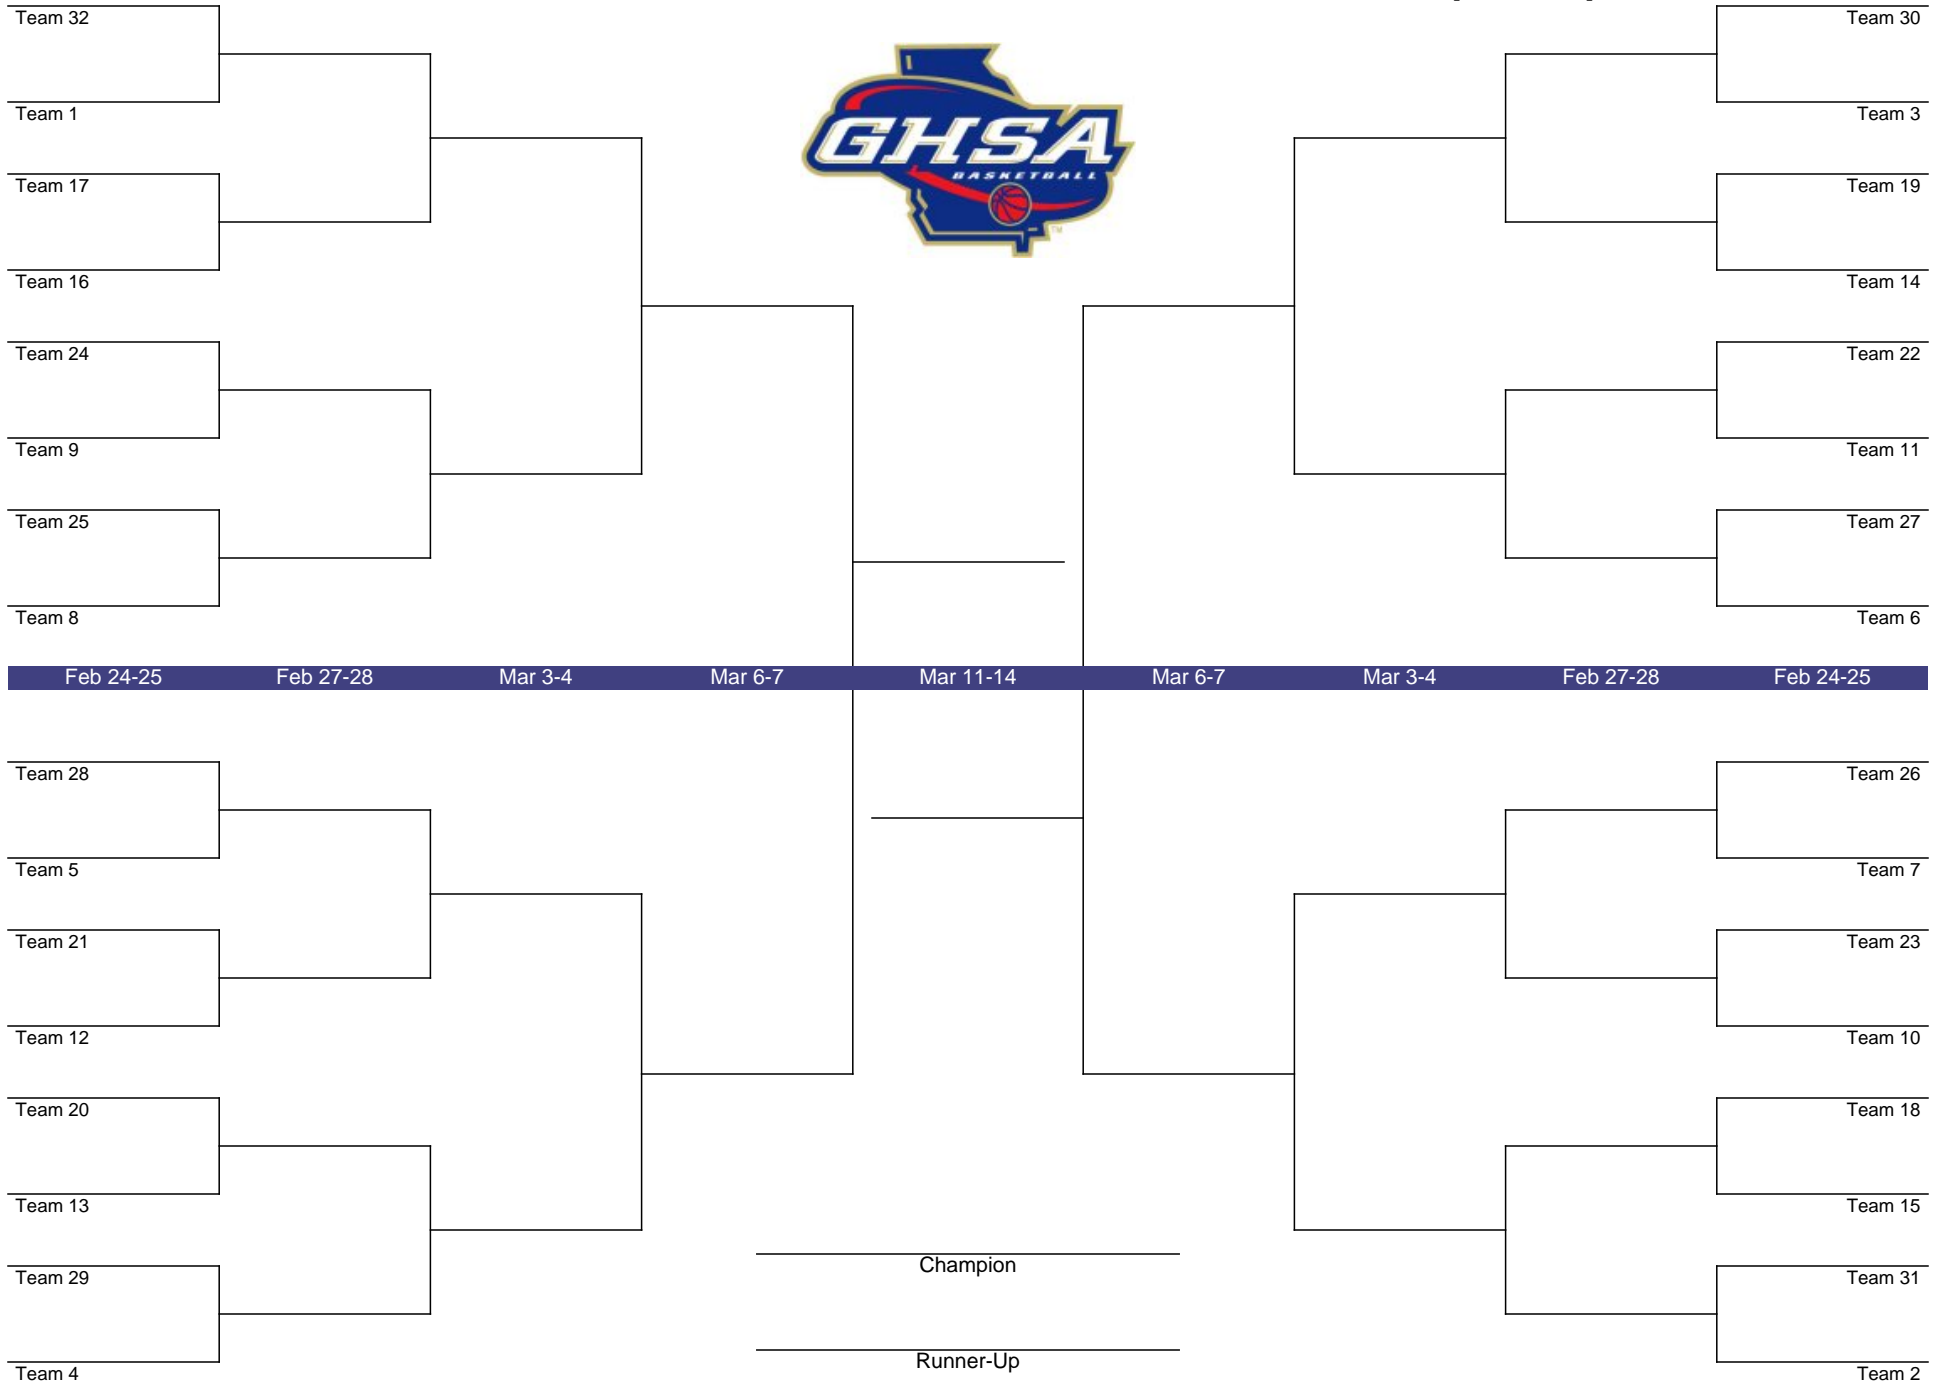 Team 32
Team 30
Team 1
Team 3
GHSA
BASKETBALL
TM
Team 17
Team 19
Team 16
Team 14
Team 24
Team 22
Team 9
Team 11
Team 25
Team 27
Team 8
Team 6
Feb 24-25 Feb 27-28 Mar 3-4 Mar 6-7 Mar 11-14 Mar 6-7 Mar 3-4 Feb 27-28 Feb 24-25
Team 28
Team 26
Team 5
Team 7
Team 21
Team 23
Team 12
Team 10
Team 20
Team 18
Team 13
Team 15
Champion
Team 29
Team 31
Runner-Up
Team 4
Team 2